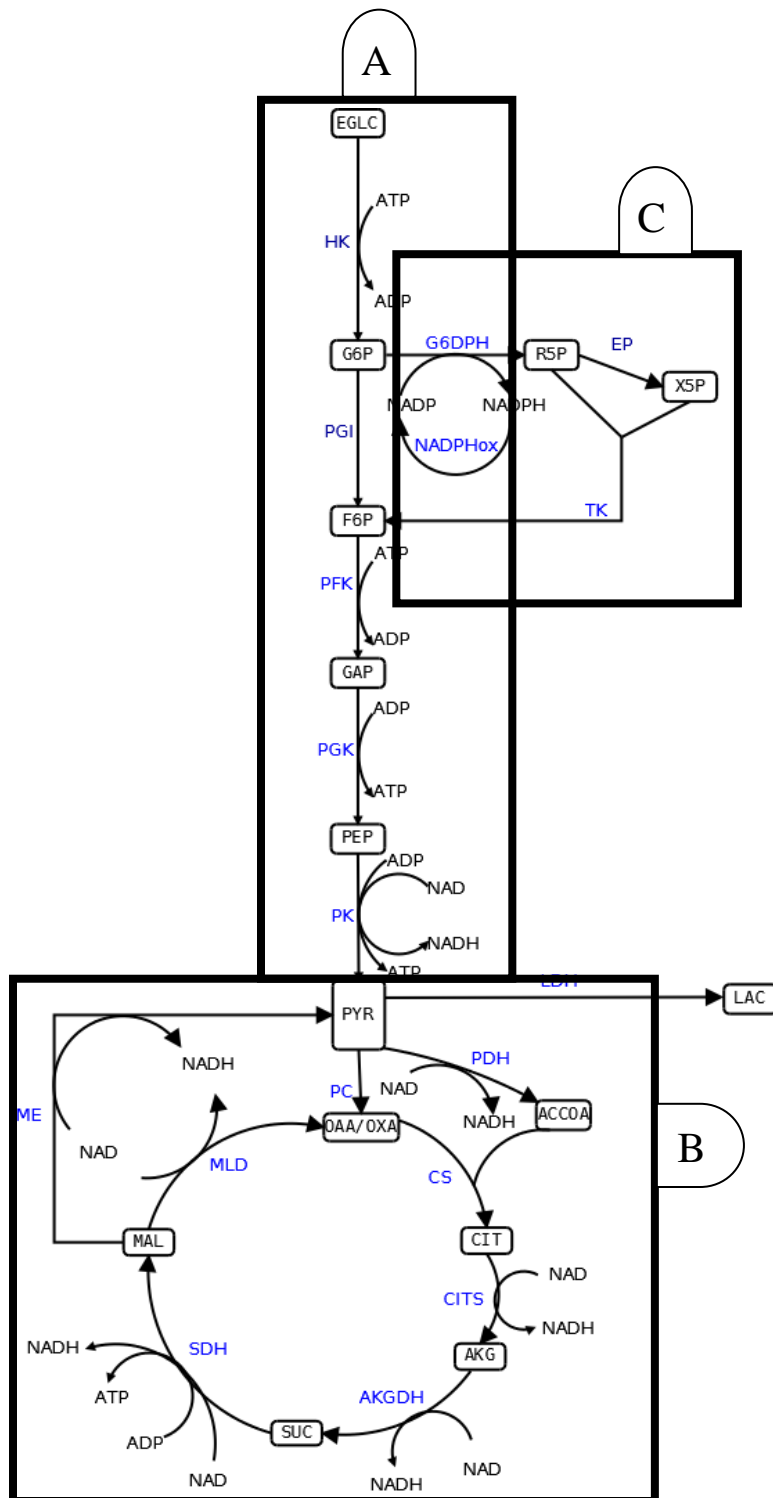 A
EGLC
ATP
C
HK
ADP
G6DPH
EP
G6P
R5P
X5P
NADP
NADPH
PGI
NADPHox
F6P
TK
ATP
PFK
ADP
GAP
ADP
PGK
ATP
PEP
ADP
NAD
PK
NADH
ATP
LDH
PYR
LAC
NADH
PDH
NAD
PC
ME
NADH
ACCOA
OAA/OXA
NAD
MLD
CS
B
MAL
CIT
NAD
CITS
NADH
NADH
SDH
AKG
ATP
AKGDH
SUC
ADP
NAD
NAD
NADH